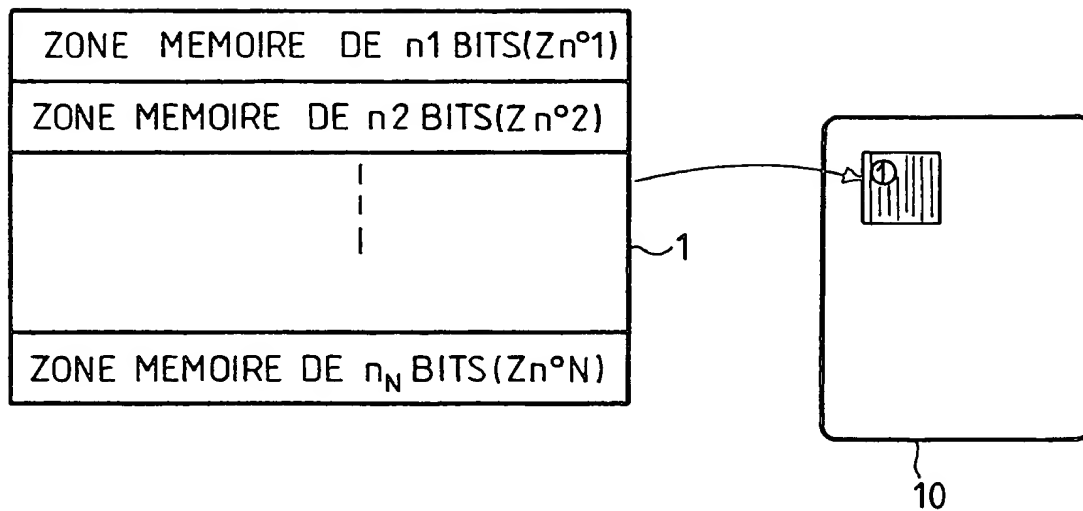 ZONE MEMOIRE DE n1 BITS(Zn°1)
ZONE MEMOIRE DE n2 BITS(Zn°2)
1
1
ZONE MEMOIRE DE nN BITS(Zn°N)
10